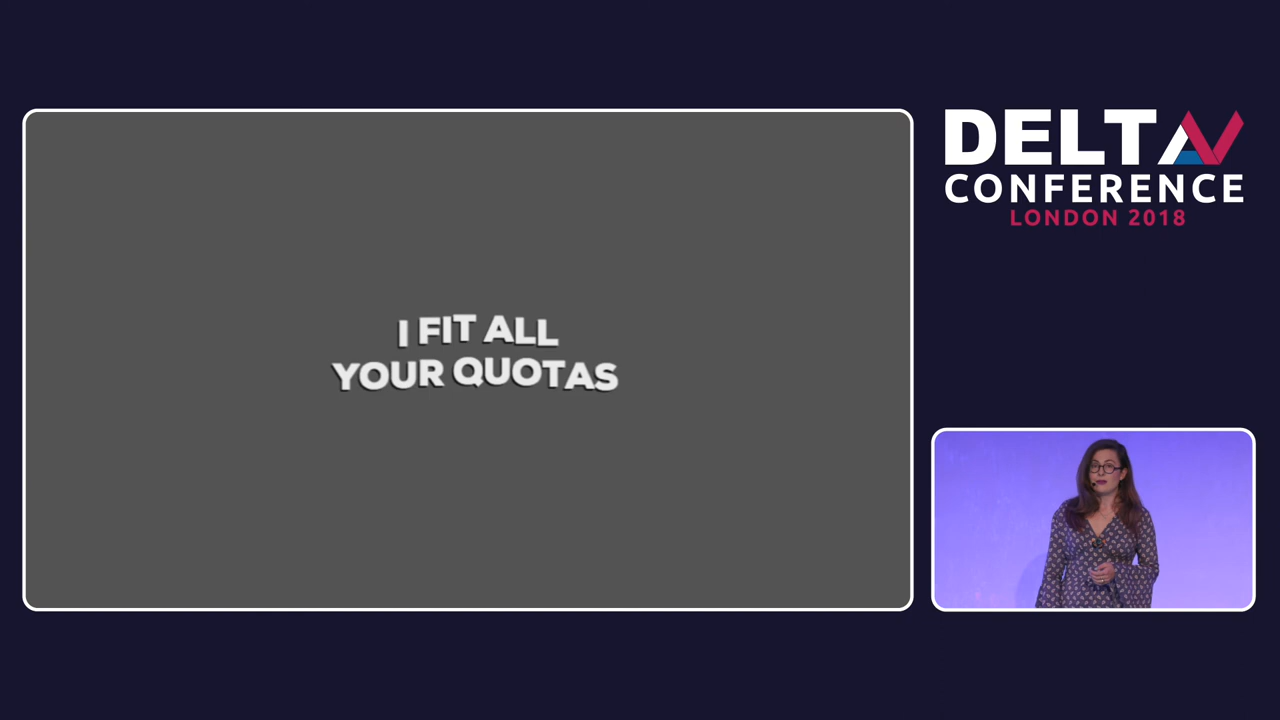 I FIT ALL
YOUR QUOTAS
DELTA V
CONFERENCE
LONDON 2018